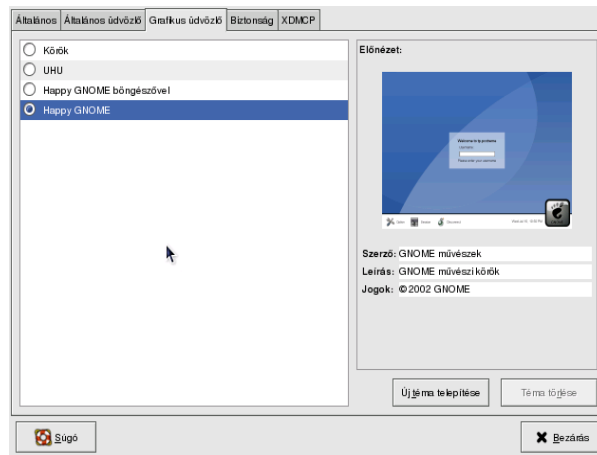 Általános Általános üdvözlő Grafikus üdvözlő Biztonság XDMCP
Körök
UHU
Happy GNOME böngészővel
Happy GNOME
Előnézet:
Szerző: GNOME művészek
Leírás: GNOME művészi körök
Jogok: ©2002 GNOME
Új téma telepítése
Téma törlése
Súgó
Bezárás